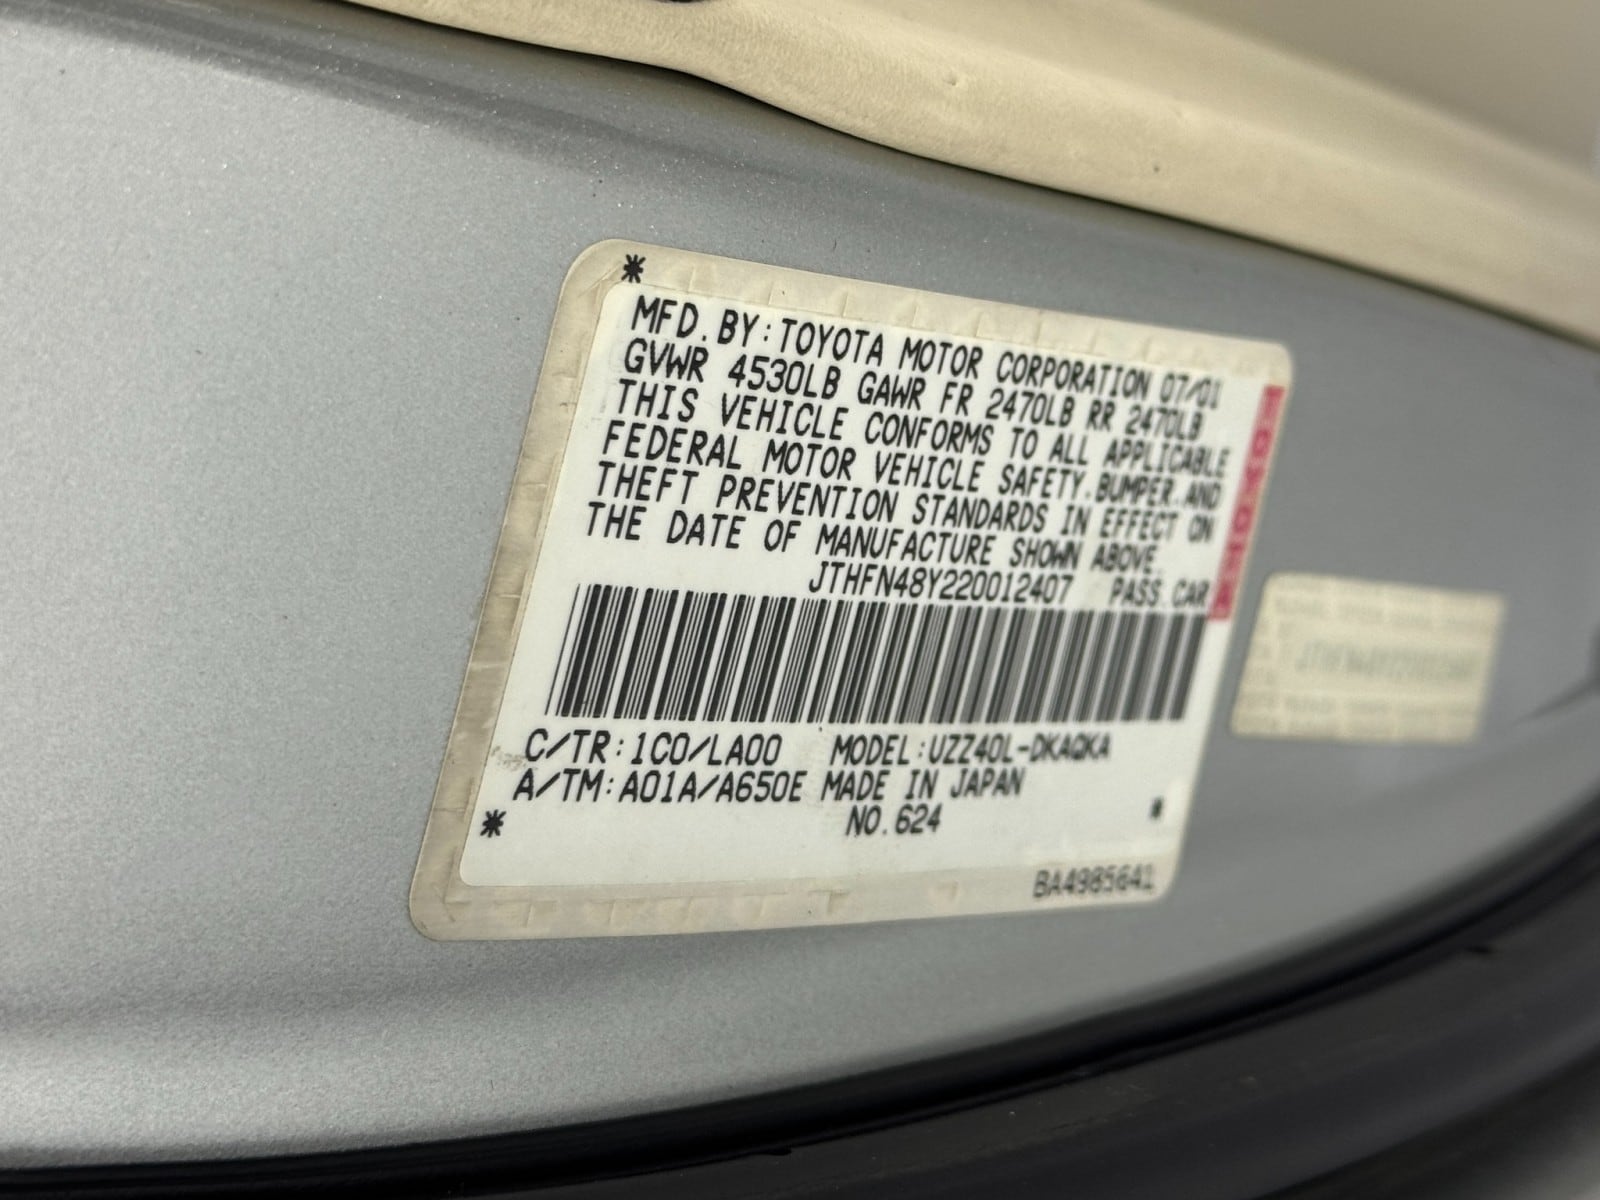 MFD. BY:TOYOTA MOTOR CORPORATION 07/01
GVWR 4530LB GAWR FR 2470LB RR 2470LB
THIS VEHICLE CONFORMS TO ALL APPLICABLE
FEDERAL MOTOR VEHICLE SAFETY.BUMPER.AND
THEFT PREVENTION STANDARDS IN EFFECT ON
THE DATE OF MANUFACTURE SHOWN ABOVE.
JTHFN48Y220012407 PASS.CAR
C/TR:1C0/LA00 MODEL:UZZ40L-DKAQKA
A/TM:A01A/A650E MADE IN JAPAN
NO.624
BA4985641
TOYOTA